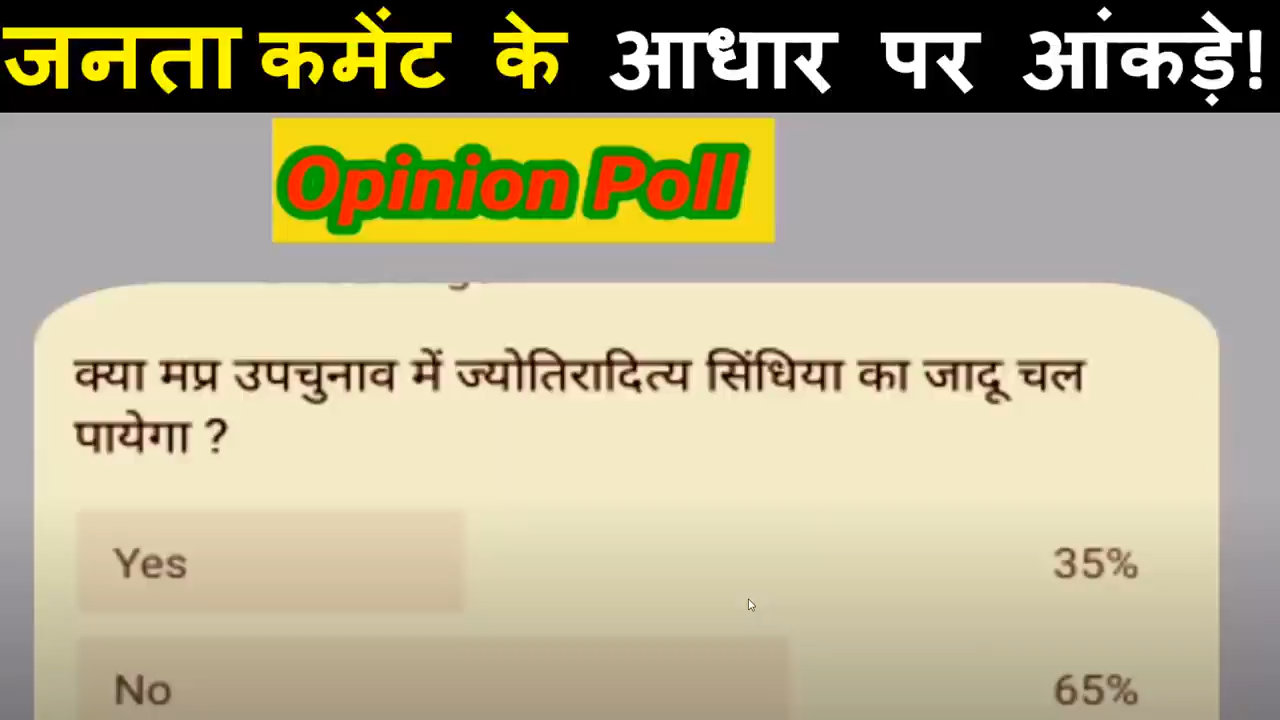 जनता कमेंट के आधार पर आंकड़े!
Opinion Poll
क्या मप्र उपचुनाव में ज्योतिरादित्य सिंधिया का जादू चल
पायेगा ?
Yes 35%
No 65%